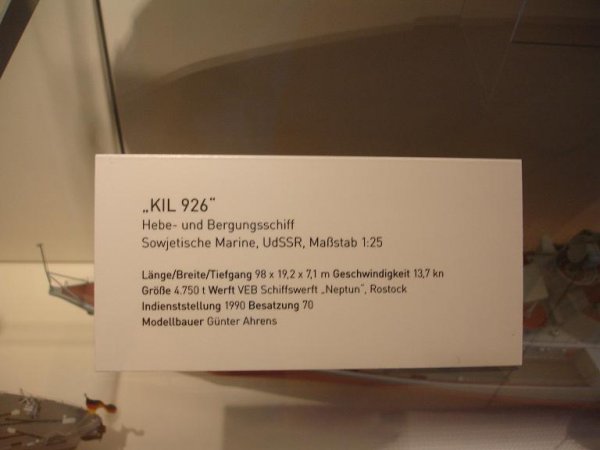 „KIL 926“
Hebe- und Bergungsschiff
Sowjetische Marine, UdSSR, Maßstab 1:25
Länge/Breite/Tiefgang 98 x 19,2 x 7,1 m Geschwindigkeit 13,7 kn
Größe 4.750 t Werft VEB Schiffswerft „Neptun“, Rostock
Indienststellung 1990 Besatzung 70
Modellbauer Günter Ahrens